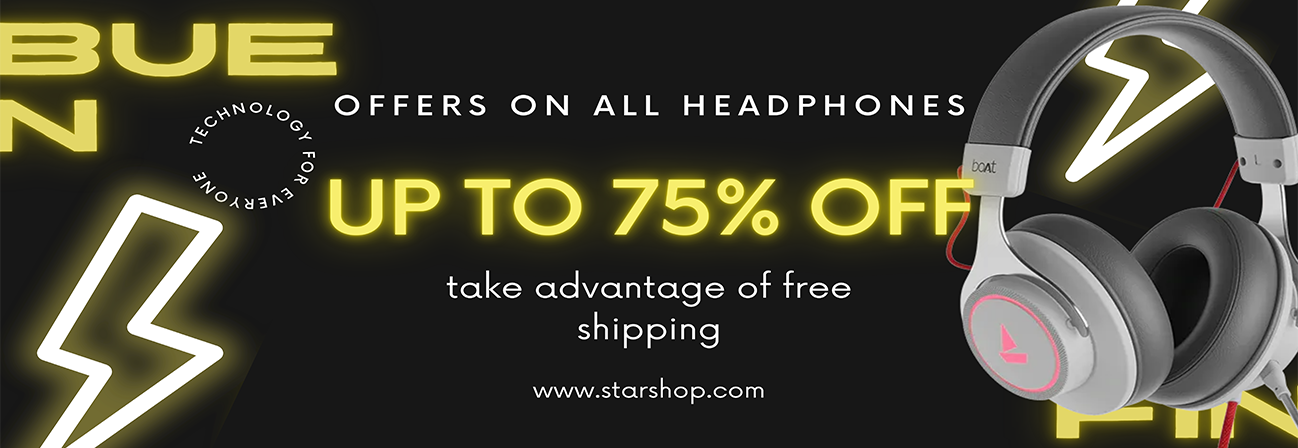 BUE
N
TECHNOLOGY FOR EVERYONE
OFFERS ON ALL HEADPHONES
UP TO 75% OFF
take advantage of free
shipping
www.starshop.com
boAt
L
FIN